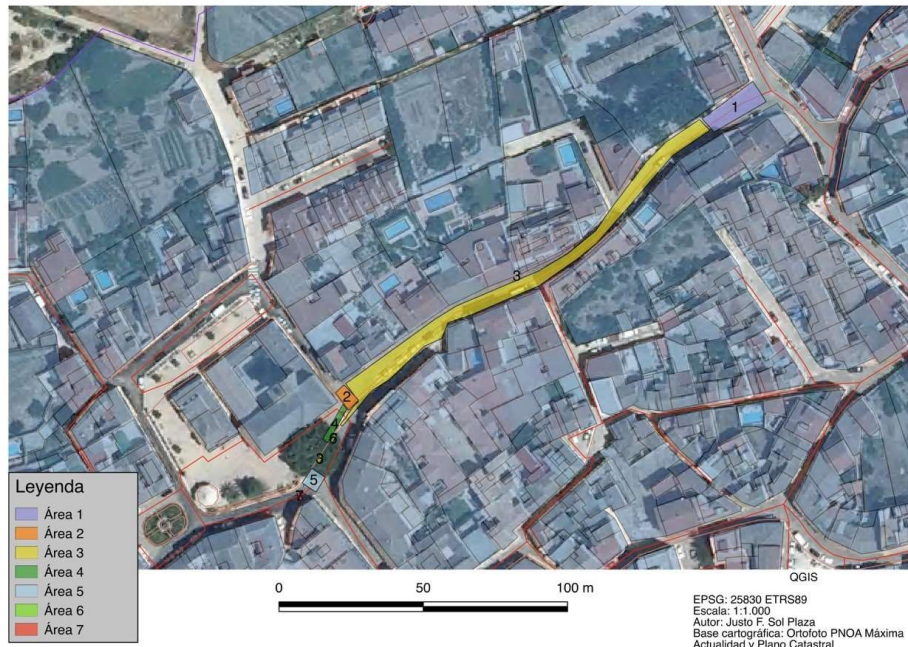 1
3
2
4
6
3
5
7
Leyenda
Área 1
Área 2
Área 3
Área 4
Área 5
Área 6
Área 7
0 50 100 m
QGIS
EPSG: 25830 ETRS89
Escala: 1:1.000
Autor: Justo F. Sol Plaza
Base cartográfica: Ortofoto PNOA Máxima
Actualidad y Plano Catastral